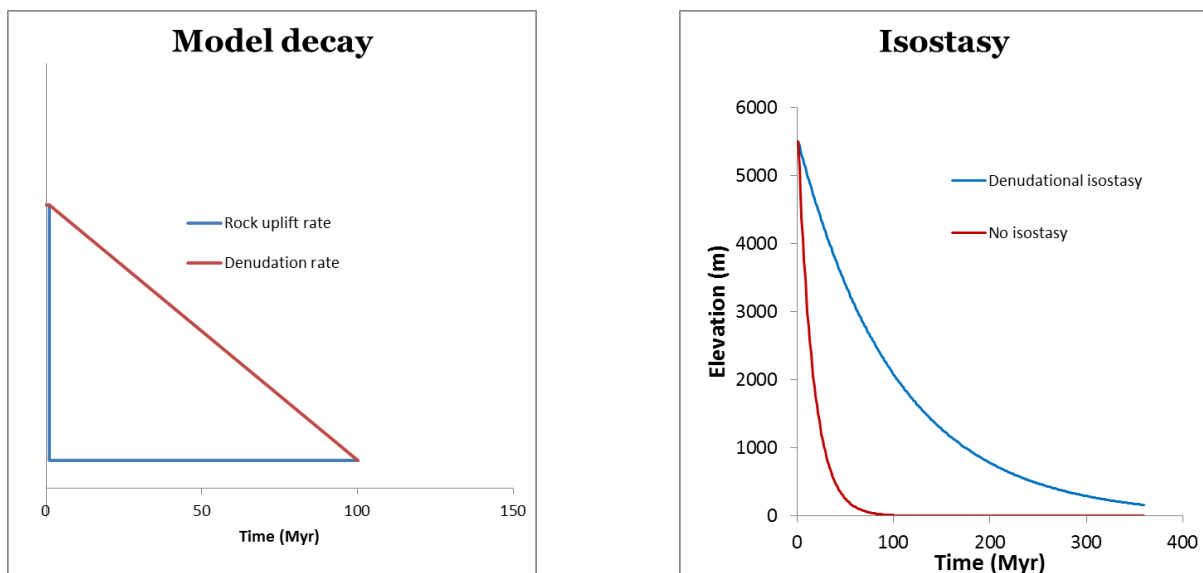 Model decay
Rock uplift rate
Denudation rate
0
50
100
150
Time (Myr)
Isostasy
Elevation (m)
6000
5000
4000
3000
2000
1000
0
Denudational isostasy
No isostasy
0
100
200
300
400
Time (Myr)